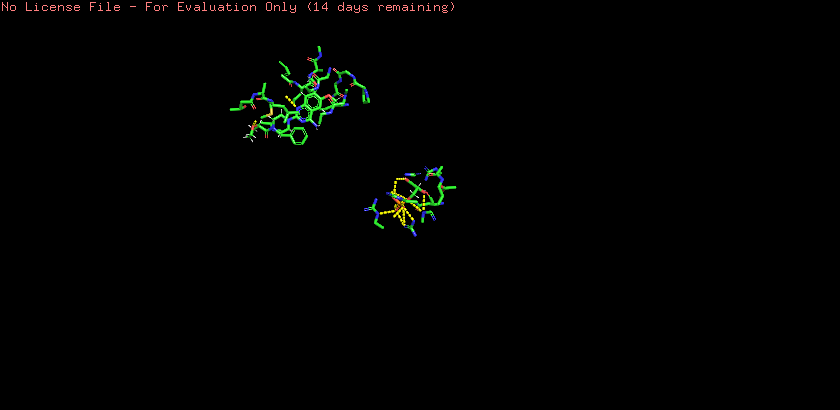 No License File - For Evaluation Only (14 days remaining)